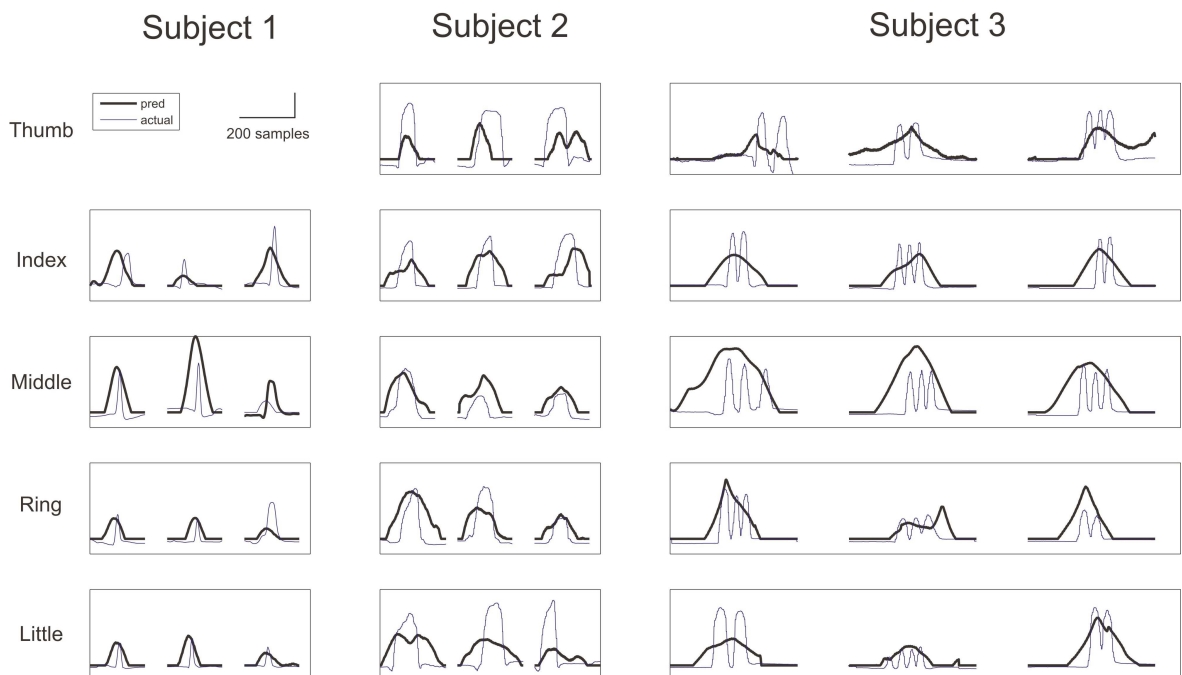 Subject 1
Subject 2
Subject 3
Thumb
pred
actual
200 samples
Index
Middle
Ring
Little